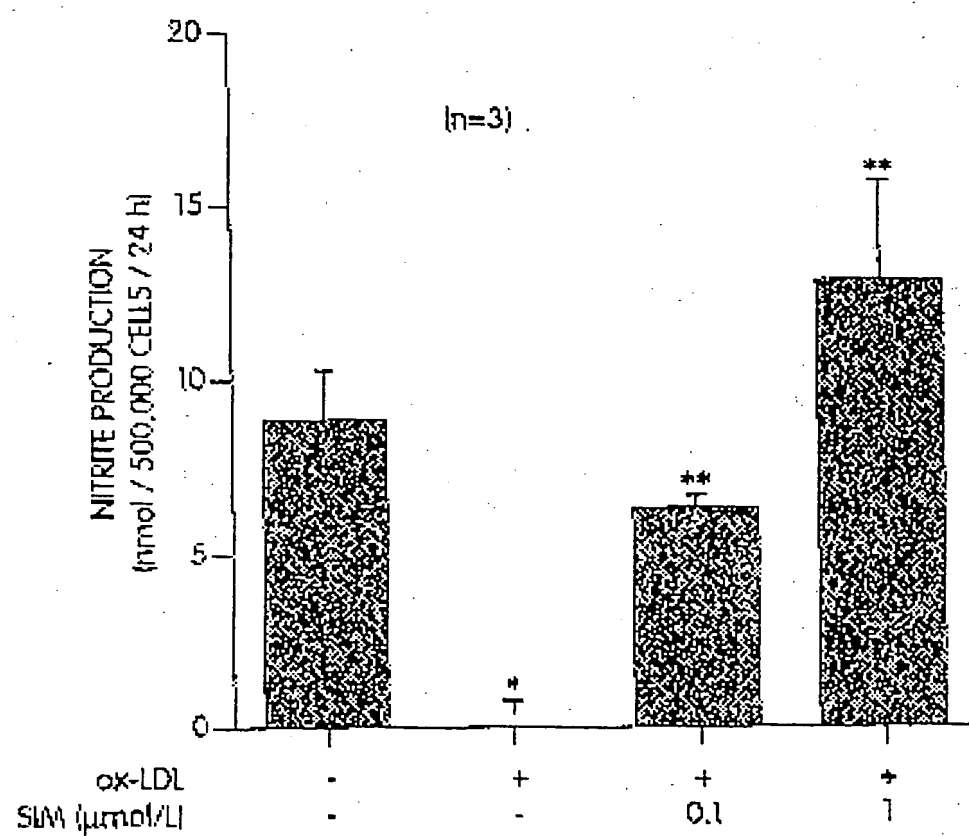 20
(n=3)
**
15
10
**
5
*
0
NITRITE PRODUCTION
(nmol / 500,000 CELLS / 24 h)
ox-LDL - + + +
SIM (μmol/L) - - 0.1 1